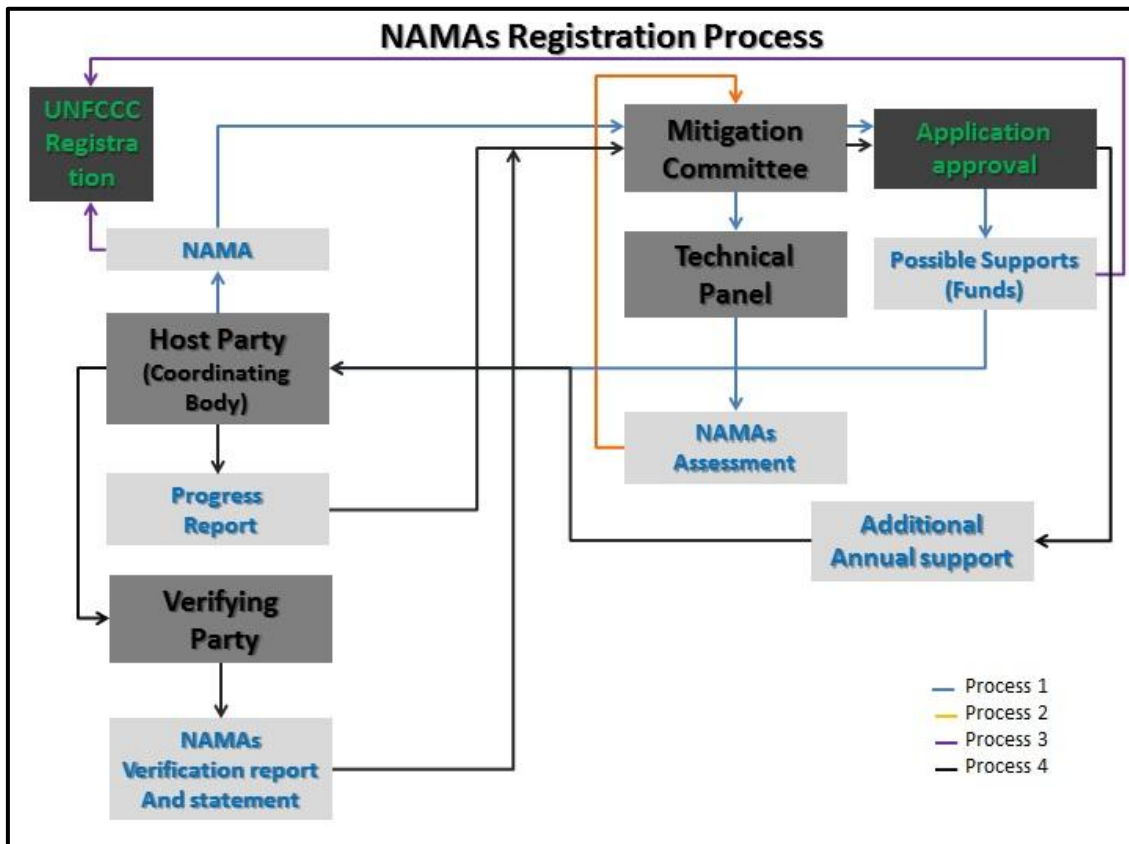 NAMAs Registration Process
UNFCCC
Registra
tion
Mitigation
Committee
Application
approval
NAMA
Technical
Panel
Possible Supports
(Funds)
Host Party
(Coordinating
Body)
NAMAs
Assessment
Progress
Report
Additional
Annual support
Verifying
Party
NAMAs
Verification report
And statement
Process 1
Process 2
Process 3
Process 4